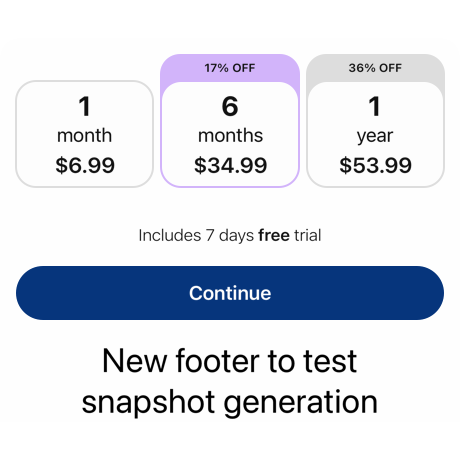 17% OFF
36% OFF
1
month
$6.99
6
months
$34.99
1
year
$53.99
Includes 7 days free trial
Continue
New footer to test
snapshot generation